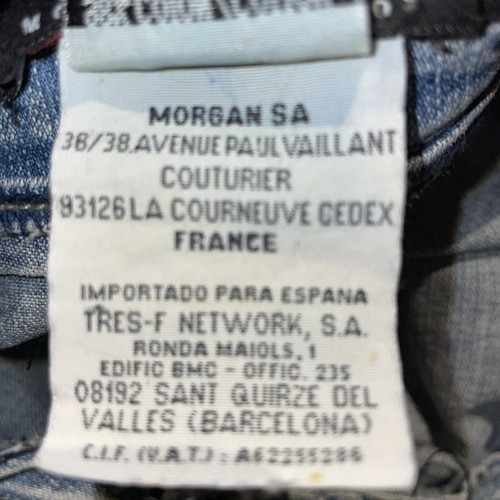 MORGAN SA
36/38.AVENUE PAUL VAILLANT
COUTURIER
93126 LA COURNEUVE CEDEX
FRANCE
IMPORTADO PARA ESPANA
TRES-F NETWORK, S.A.
RONDA MAIOLS, 1
EDIFIC BMC - OFFIC. 235
08192 SANT QUIRZE DEL
VALLES (BARCELONA)
C.I.F. (V.A.T.) : A62255286